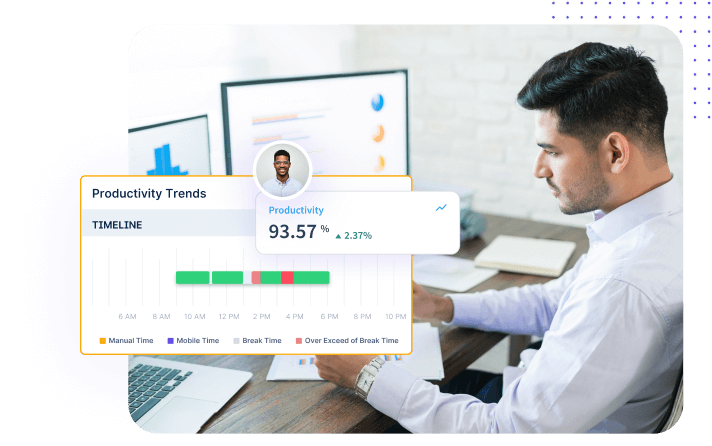 Productivity Trends
Productivity
93.57 % ▲ 2.37%
TIMELINE
6 AM 8 AM 10 AM 12 PM 2 PM 4 PM 6 PM 8 PM 10 PM
Manual Time Mobile Time Break Time Over Exceed of Break Time